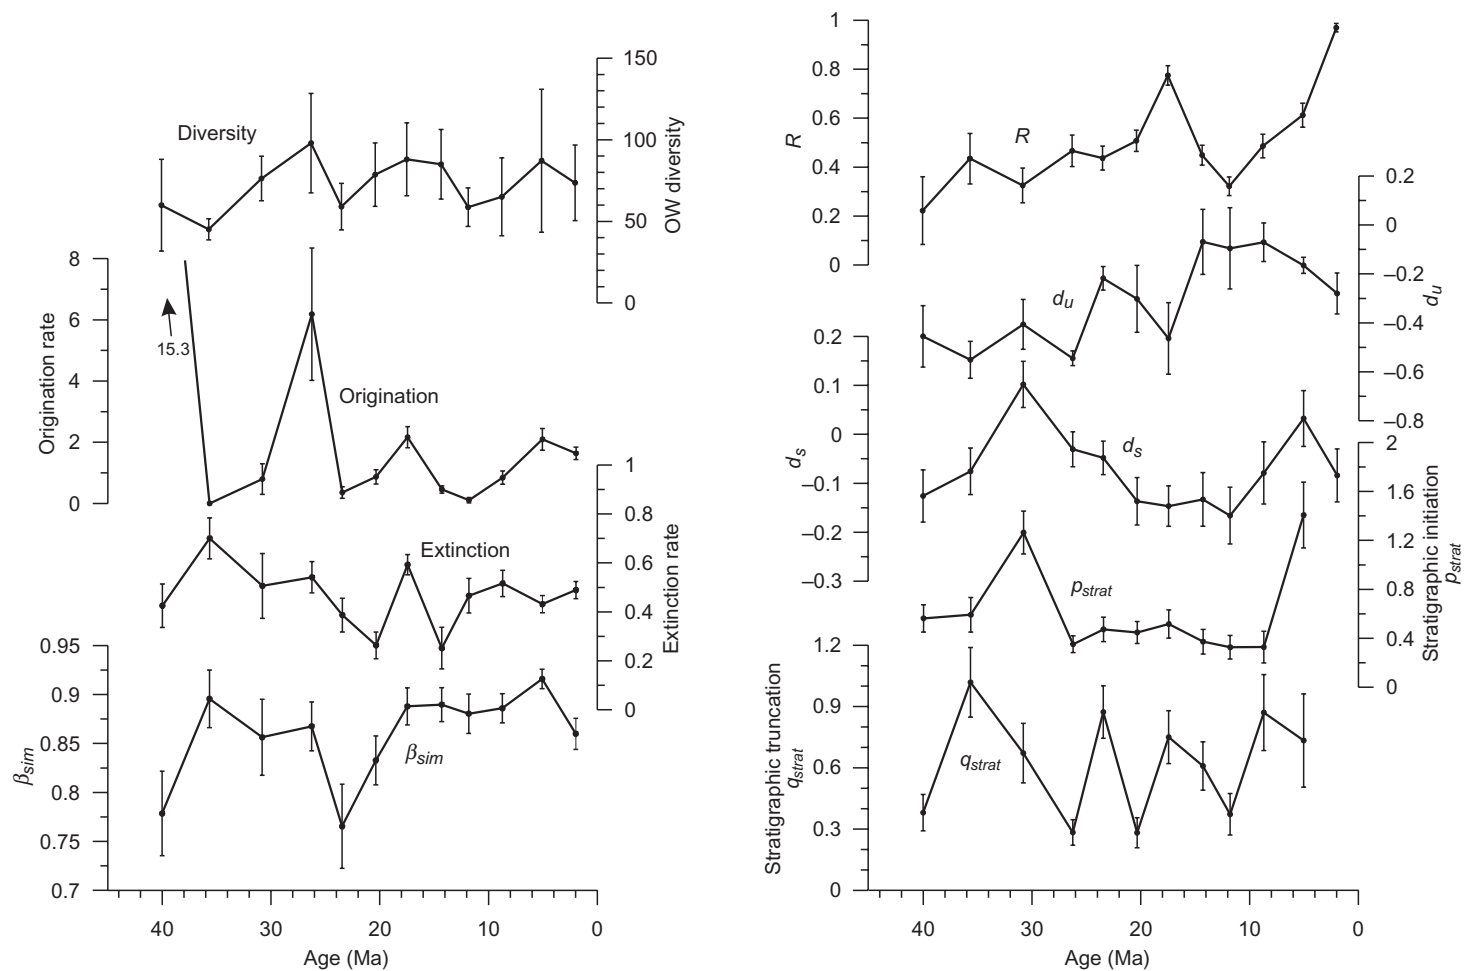 150
100
50
0
OW diversity
Diversity
8
6
4
2
0
Origination rate
15.3
Origination
1
0.8
0.6
0.4
0.2
0
Extinction rate
Extinction
0.95
0.9
0.85
0.8
0.75
0.7
βsim
βsim
40
30
20
10
0
Age (Ma)
1
0.8
0.6
0.4
0.2
0
R
R
0.2
0
–0.2
–0.4
–0.6
–0.8
du
du
0.2
0.1
0
–0.1
–0.2
–0.3
ds
ds
2
1.6
1.2
0.8
0.4
0
Stratigraphic initiation
pstrat
pstrat
1.2
0.9
0.6
0.3
0
Stratigraphic truncation
qstrat
qstrat
40
30
20
10
0
Age (Ma)